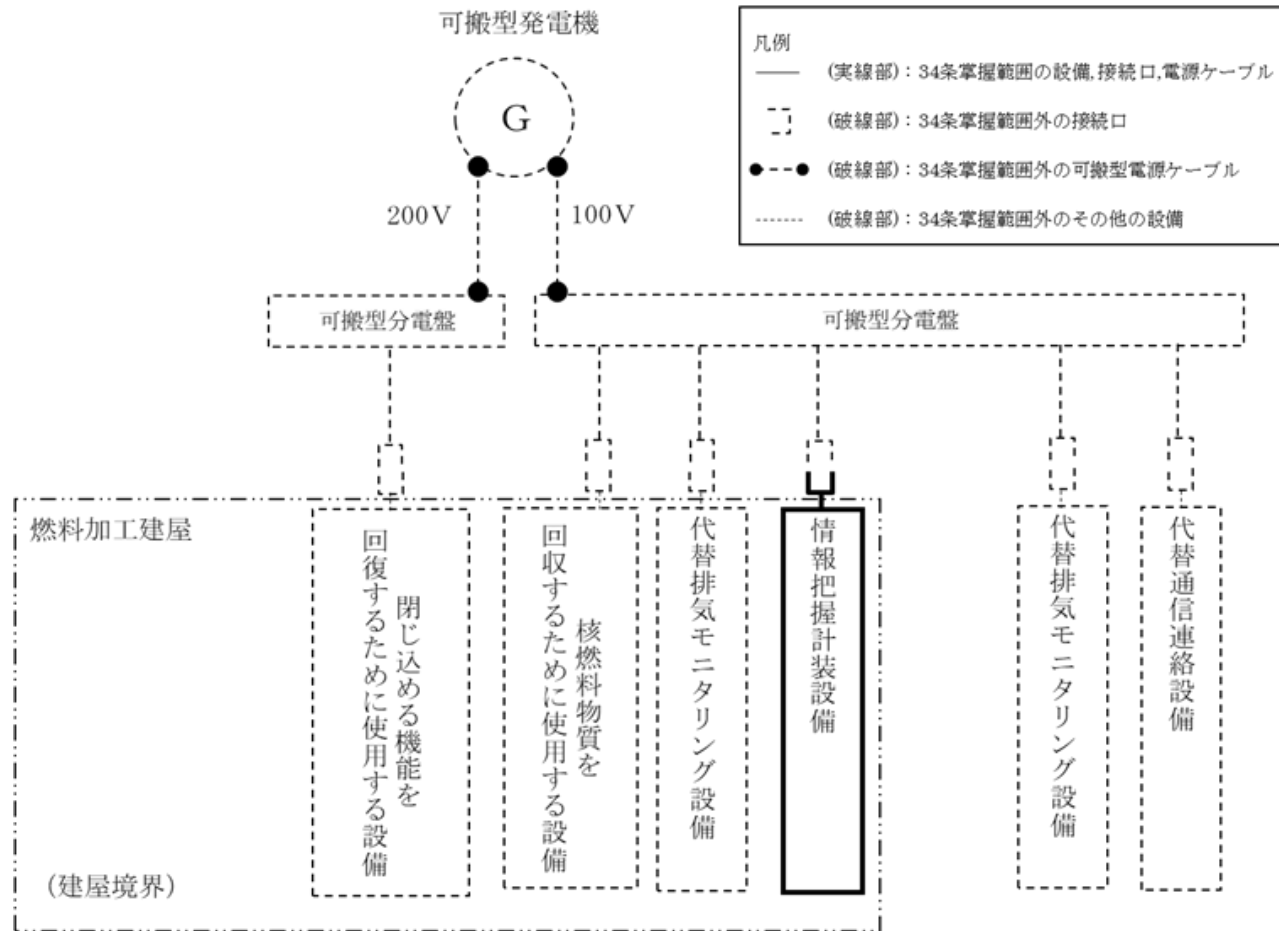 可搬型発電機
G
200V
100V
凡例
(実線部)：34条掌握範囲の設備,接続口,電源ケーブル
(破線部)：34条掌握範囲外の接続口
(破線部)：34条掌握範囲外の可搬型電源ケーブル
(破線部)：34条掌握範囲外のその他の設備
可搬型分電盤
可搬型分電盤
燃料加工建屋
閉じ込める機能を
回復するために使用する設備
核燃料物質を
回収するために使用する設備
代替排気モニタリング設備
情報把握計装設備
代替排気モニタリング設備
代替通信連絡設備
(建屋境界)